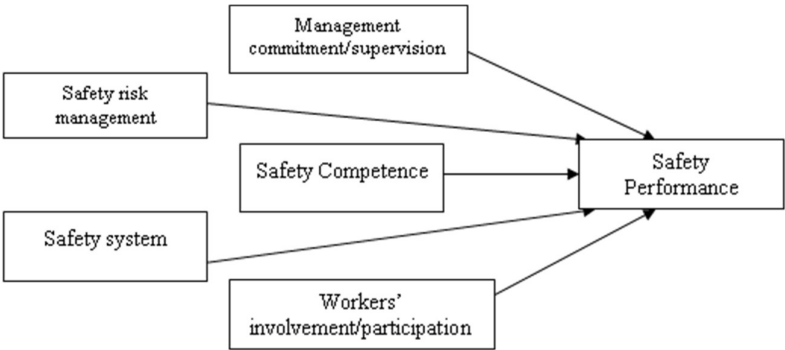 Management
commitment/supervision
Safety risk
management
Safety Competence
Safety
Performance
Safety system
Workers’
involvement/participation